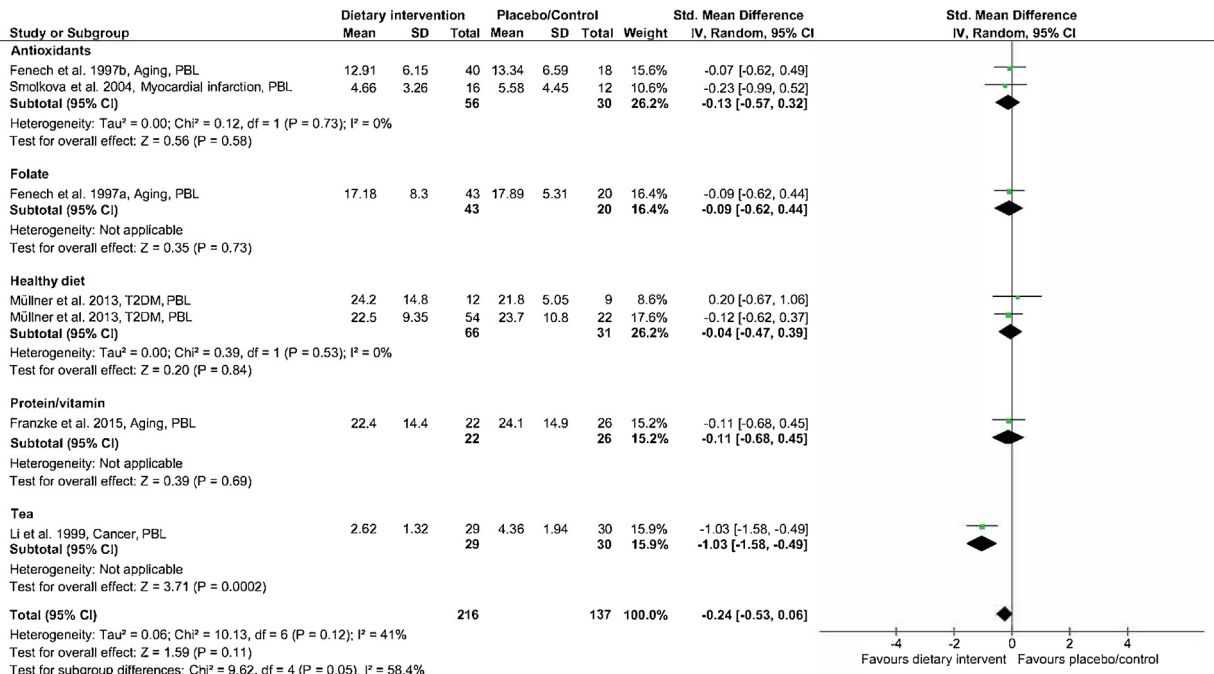 Dietary intervention Placebo/Control Std. Mean Difference Std. Mean Difference
Study or Subgroup Mean SD Total Mean SD Total Weight IV, Random, 95% CI IV, Random, 95% CI
Antioxidants
Fenech et al. 1997b, Aging, PBL 12.91 6.15 40 13.34 6.59 18 15.6% -0.07 [-0.62, 0.49]
Smolkova et al. 2004, Myocardial infarction, PBL 4.66 3.26 16 5.58 4.45 12 10.6% -0.23 [-0.99, 0.52]
Subtotal (95% CI) 56 30 26.2% -0.13 [-0.57, 0.32]
Heterogeneity: Tau² = 0.00; Chi² = 0.12, df = 1 (P = 0.73); I² = 0%
Test for overall effect: Z = 0.56 (P = 0.58)
Folate
Fenech et al. 1997a, Aging, PBL 17.18 8.3 43 17.89 5.31 20 16.4% -0.09 [-0.62, 0.44]
Subtotal (95% CI) 43 20 16.4% -0.09 [-0.62, 0.44]
Heterogeneity: Not applicable
Test for overall effect: Z = 0.35 (P = 0.73)
Healthy diet
Müllner et al. 2013, T2DM, PBL 24.2 14.8 12 21.8 5.05 9 8.6% 0.20 [-0.67, 1.06]
Müllner et al. 2013, T2DM, PBL 22.5 9.35 54 23.7 10.8 22 17.6% -0.12 [-0.62, 0.37]
Subtotal (95% CI) 66 31 26.2% -0.04 [-0.47, 0.39]
Heterogeneity: Tau² = 0.00; Chi² = 0.39, df = 1 (P = 0.53); I² = 0%
Test for overall effect: Z = 0.20 (P = 0.84)
Protein/vitamin
Franzke et al. 2015, Aging, PBL 22.4 14.4 22 24.1 14.9 26 15.2% -0.11 [-0.68, 0.45]
Subtotal (95% CI) 22 26 15.2% -0.11 [-0.68, 0.45]
Heterogeneity: Not applicable
Test for overall effect: Z = 0.39 (P = 0.69)
Tea
Li et al. 1999, Cancer, PBL 2.62 1.32 29 4.36 1.94 30 15.9% -1.03 [-1.58, -0.49]
Subtotal (95% CI) 29 30 15.9% -1.03 [-1.58, -0.49]
Heterogeneity: Not applicable
Test for overall effect: Z = 3.71 (P = 0.0002)
Total (95% CI) 216 137 100.0% -0.24 [-0.53, 0.06]
Heterogeneity: Tau² = 0.06; Chi² = 10.13, df = 6 (P = 0.12); I² = 41%
Test for overall effect: Z = 1.59 (P = 0.11)
Test for subgroup differences: Chi² = 9.62, df = 4 (P = 0.05), I² = 58.4%
-4 -2 0 2 4
Favours dietary intervent Favours placebo/control